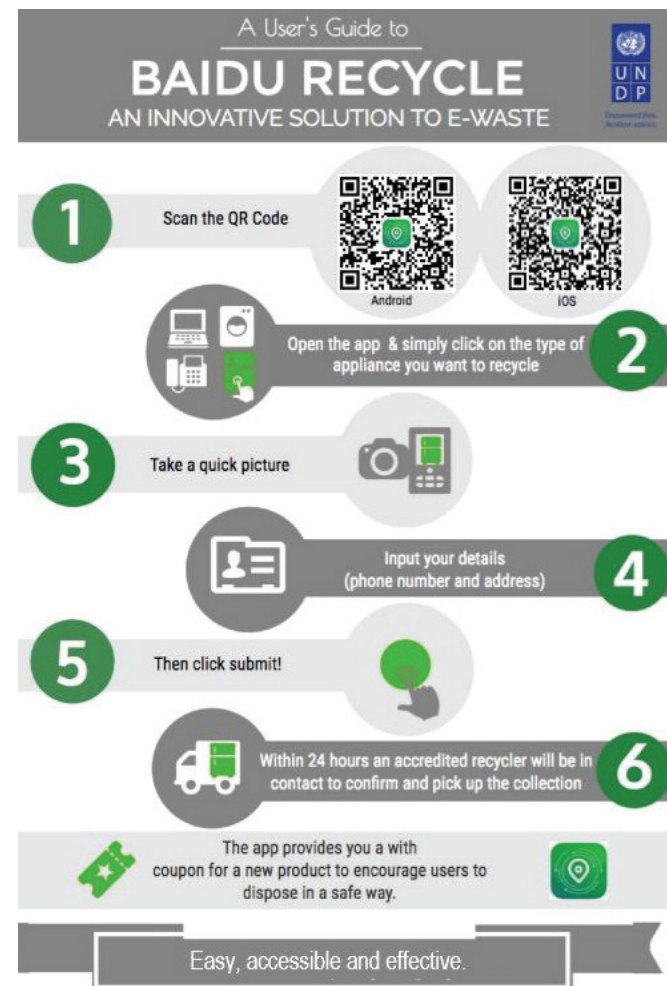 A User's Guide to
BAIDU RECYCLE
AN INNOVATIVE SOLUTION TO E-WASTE
U N
D P
Empowered lives.
Resilient nations.
1
Scan the QR Code
Android
iOS
Open the app & simply click on the type of
appliance you want to recycle
2
3
Take a quick picture
Input your details
(phone number and address)
4
5
Then click submit!
Within 24 hours an accredited recycler will be in
contact to confirm and pick up the collection
6
The app provides you a with
coupon for a new product to encourage users to
dispose in a safe way.
Easy, accessible and effective.